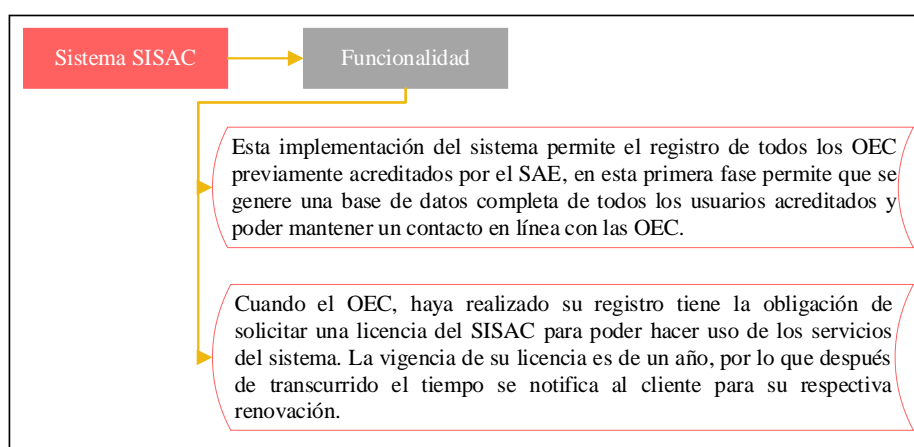 Sistema SISAC
Funcionalidad
Esta implementación del sistema permite el registro de todos los OEC
previamente acreditados por el SAE, en esta primera fase permite que se
genere una base de datos completa de todos los usuarios acreditados y
poder mantener un contacto en línea con las OEC.
Cuando el OEC, haya realizado su registro tiene la obligación de
solicitar una licencia del SISAC para poder hacer uso de los servicios
del sistema. La vigencia de su licencia es de un año, por lo que después
de transcurrido el tiempo se notifica al cliente para su respectiva
renovación.